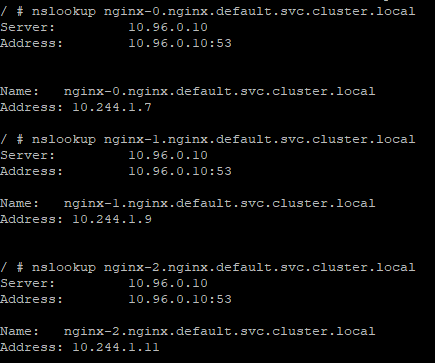 / # nslookup nginx-0.nginx.default.svc.cluster.local
Server:         10.96.0.10
Address:        10.96.0.10:53
Name:   nginx-0.nginx.default.svc.cluster.local
Address: 10.244.1.7
/ # nslookup nginx-1.nginx.default.svc.cluster.local
Server:         10.96.0.10
Address:        10.96.0.10:53
Name:   nginx-1.nginx.default.svc.cluster.local
Address: 10.244.1.9
/ # nslookup nginx-2.nginx.default.svc.cluster.local
Server:         10.96.0.10
Address:        10.96.0.10:53
Name:   nginx-2.nginx.default.svc.cluster.local
Address: 10.244.1.11